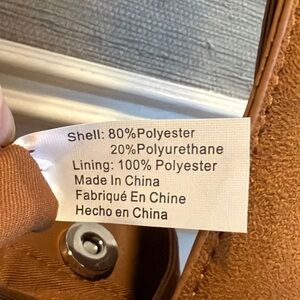 Shell: 80%Polyester
20%Polyurethane
Lining: 100% Polyester
Made In China
Fabriqué En Chine
Hecho en China